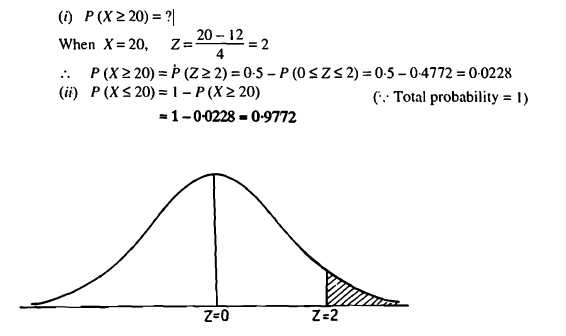 (i) P (X ≥ 20) = ?|
When X = 20, Z = (20 − 12)/4 = 2
∴ P (X ≥ 20) = P (Z ≥ 2) = 0·5 − P (0 ≤ Z ≤ 2) = 0·5 − 0·4772 = 0·0228
(ii) P (X ≤ 20) = 1 − P (X ≥ 20) (∵ Total probability = 1)
= 1 − 0·0228 = 0·9772
Z=0 Z=2